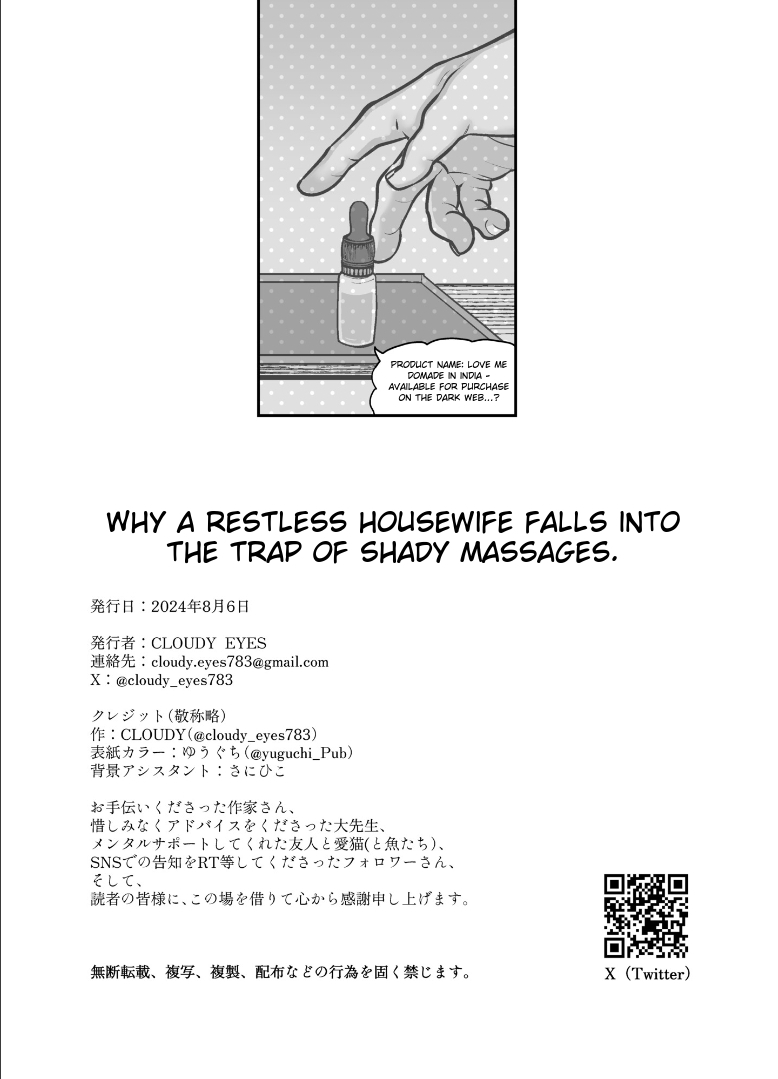 PRODUCT NAME: LOVE ME
DOMADE IN INDIA -
AVAILABLE FOR PURCHASE
ON THE DARK WEB...?
WHY A RESTLESS HOUSEWIFE FALLS INTO
THE TRAP OF SHADY MASSAGES.
発行日：2024年8月6日
発行者：CLOUDY EYES
連絡先：cloudy.eyes783@gmail.com
X：@cloudy_eyes783
クレジット(敬称略)
作：CLOUDY(@cloudy_eyes783)
表紙カラー：ゆうぐち(@yuguchi_Pub)
背景アシスタント：さにひこ
お手伝いくださった作家さん、
惜しみなくアドバイスをくださった大先生、
メンタルサポートしてくれた友人と愛猫(と魚たち)、
SNSでの告知をRT等してくださったフォロワーさん、
そして、
読者の皆様に、この場を借りて心から感謝申し上げます。
無断転載、複写、複製、配布などの行為を固く禁じます。
X（Twitter）